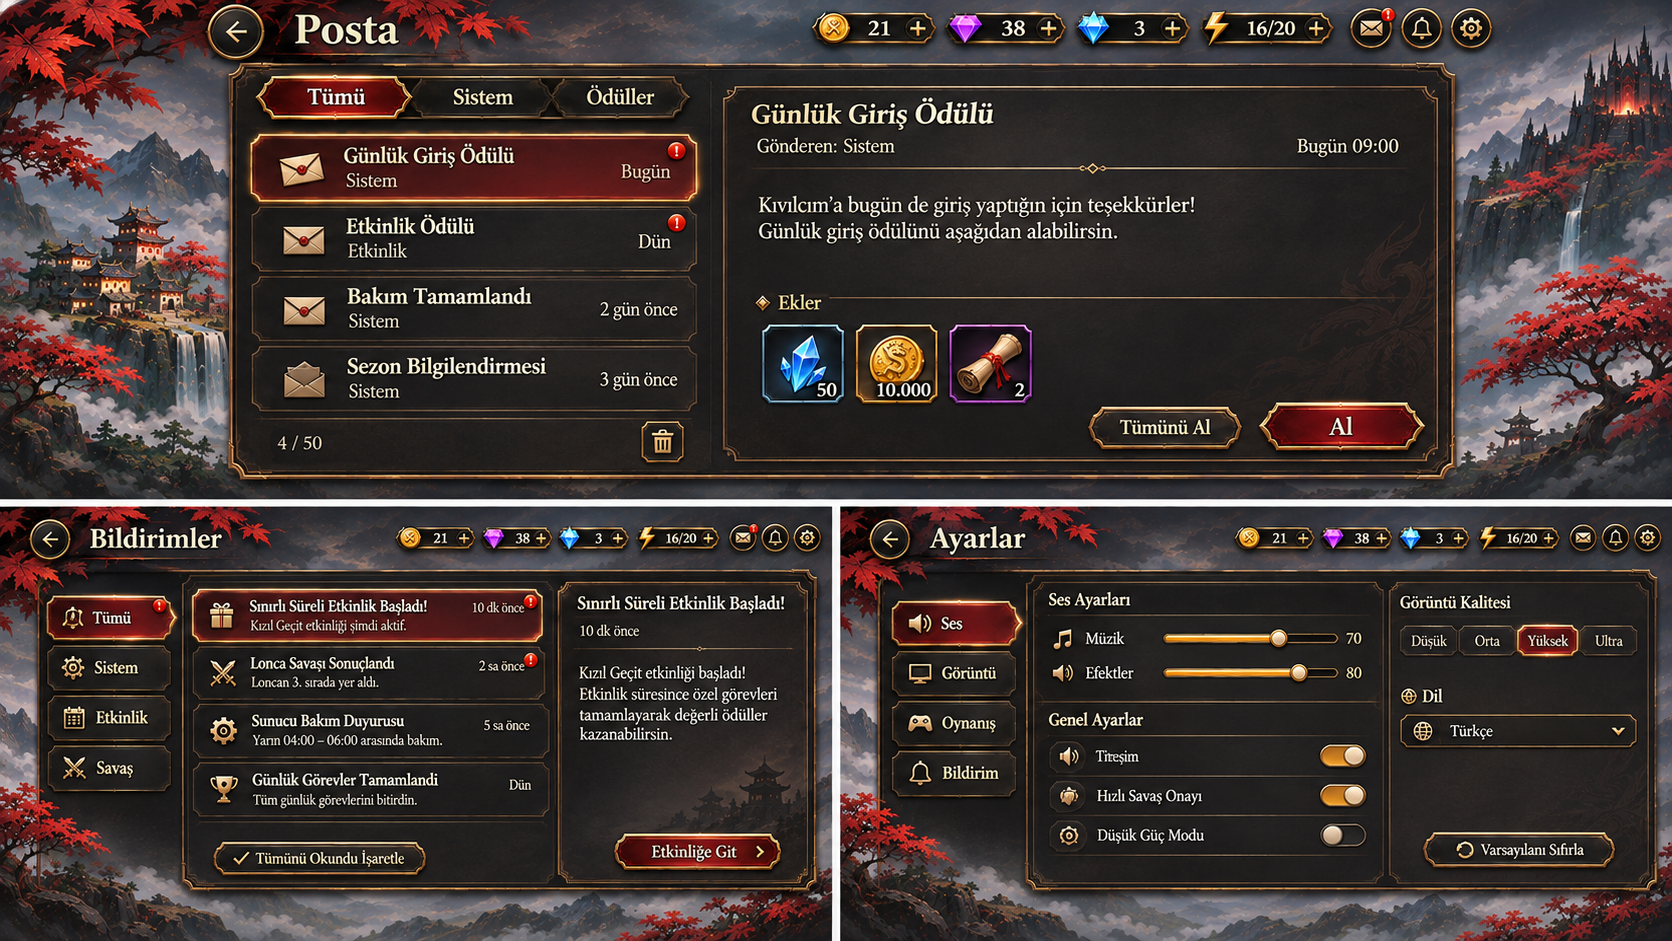 Posta
21
38
3
16/20
Tümü
Sistem
Ödüller
Günlük Giriş Ödülü
Sistem
Bugün
Etkinlik Ödülü
Etkinlik
Dün
Bakım Tamamlandı
Sistem
2 gün önce
Sezon Bilgilendirmesi
Sistem
3 gün önce
4 / 50
Günlük Giriş Ödülü
Gönderen: Sistem
Bugün 09:00
Kıvılcım'a bugün de giriş yaptığın için teşekkürler!
Günlük giriş ödülünü aşağıdan alabilirsin.
Ekler
50
10.000
2
Tümünü Al
Al
Bildirimler
21
38
3
16/20
Tümü
Sistem
Etkinlik
Savaş
Sınırlı Süreli Etkinlik Başladı!
10 dk önce
Kızıl Geçit etkinliği şimdi aktif.
Lonca Savaşı Sonuçlandı
2 sa önce
Loncan 3. sırada yer aldı.
Sunucu Bakım Duyurusu
5 sa önce
Yarın 04:00 – 06:00 arasında bakım.
Günlük Görevler Tamamlandı
Dün
Tüm günlük görevlerini bitirdin.
Tümünü Okundu İşaretle
Sınırlı Süreli Etkinlik Başladı!
10 dk önce
Kızıl Geçit etkinliği başladı!
Etkinlik süresince özel görevleri
tamamlayarak değerli ödüller
kazanabilirsin.
Etkinliğe Git
Ayarlar
21
38
3
16/20
Ses
Görüntü
Oynanış
Bildirim
Ses Ayarları
Müzik
70
Efektler
80
Genel Ayarlar
Titreşim
Hızlı Savaş Onayı
Düşük Güç Modu
Görüntü Kalitesi
Düşük
Orta
Yüksek
Ultra
Dil
Türkçe
Varsayılanı Sıfırla